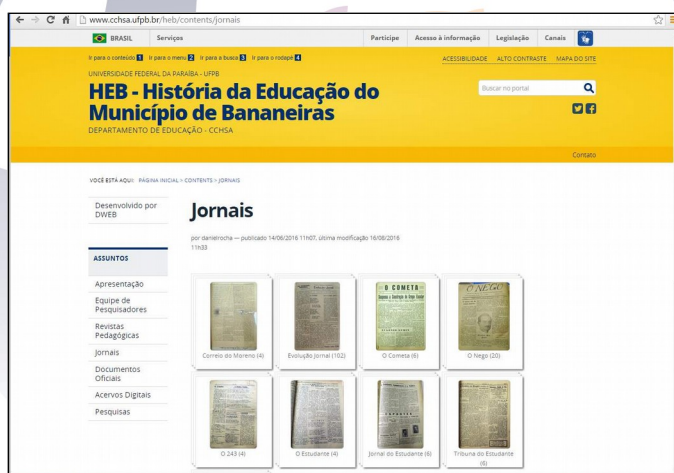 www.cchsa.ufpb.br/heb/contents/jornais
BRASIL Serviços Participe Acesso à informação Legislação Canais
Ir para o conteúdo 1 Ir para o menu 2 Ir para a busca 3 Ir para o rodapé 4 ACESSIBILIDADE ALTO CONTRASTE MAPA DO SITE
UNIVERSIDADE FEDERAL DA PARAÍBA - UFPB
HEB - História da Educação do
Município de Bananeiras
Buscar no portal
DEPARTAMENTO DE EDUCAÇÃO - CCHSA
Contato
VOCÊ ESTÁ AQUI: PÁGINA INICIAL > CONTENTS > JORNAIS
Desenvolvido por
DWEB
Jornais
por danielrocha — publicado 14/08/2016 11h07, última modificação 16/08/2016
11h33
ASSUNTOS
Apresentação
Equipe de
Pesquisadores
Revistas
Pedagógicas
Jornais
Documentos
Oficiais
Acervos Digitais
Pesquisas
O COMETA
O NEGO
Correio do Moreno (4) Evolução Jornal (102) O Cometa (6) O Nego (20)
O 243 (4) O Estudante (4) Jornal do Estudante (6) Tribuna do Estudante
(6)